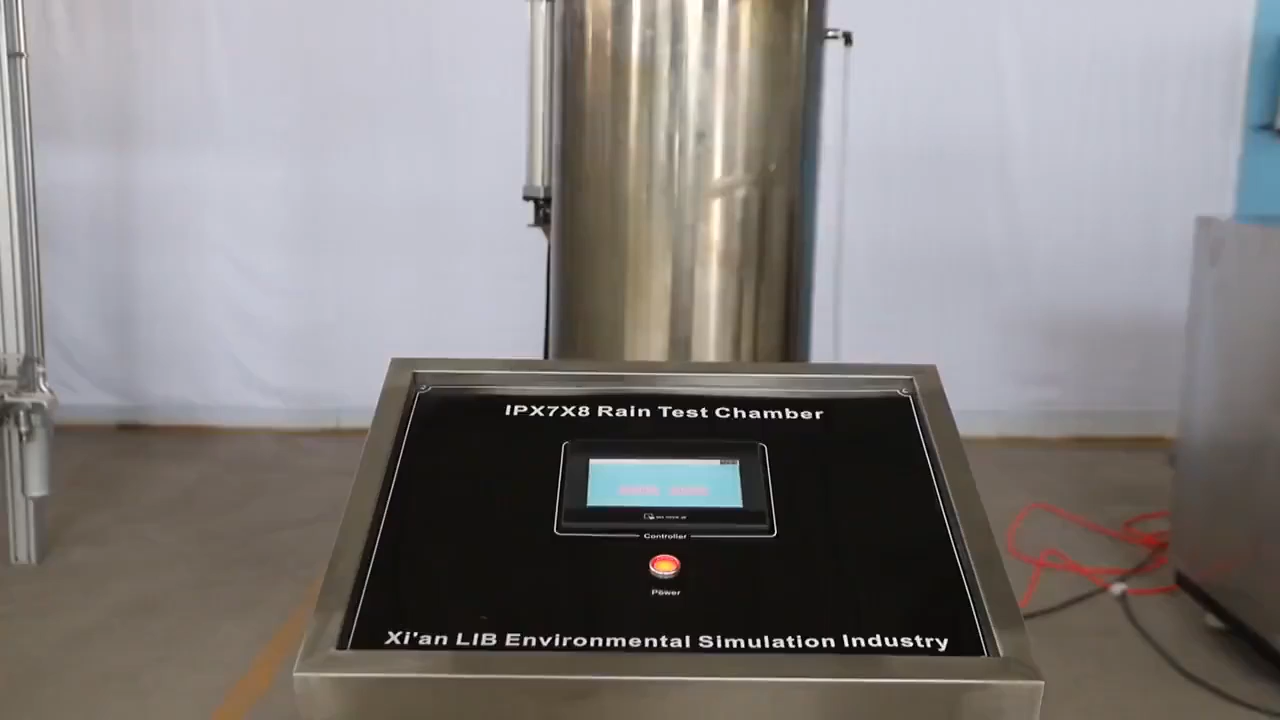 IPX7X8 Rain Test Chamber
Controller
Power
Xi'an LIB Environmental Simulation Industry